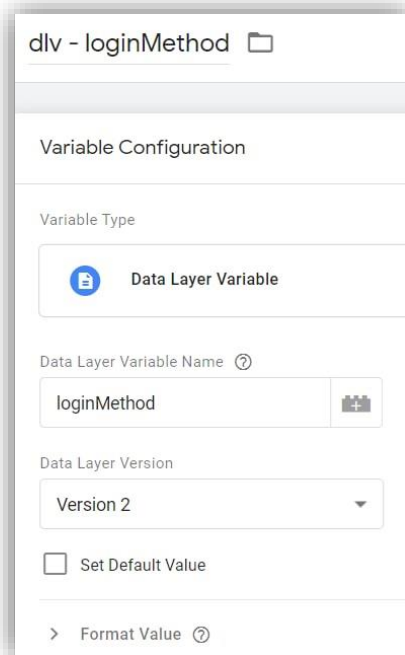 dlv - loginMethod
Variable Configuration
Variable Type
Data Layer Variable
Data Layer Variable Name
loginMethod
Data Layer Version
Version 2
Set Default Value
Format Value